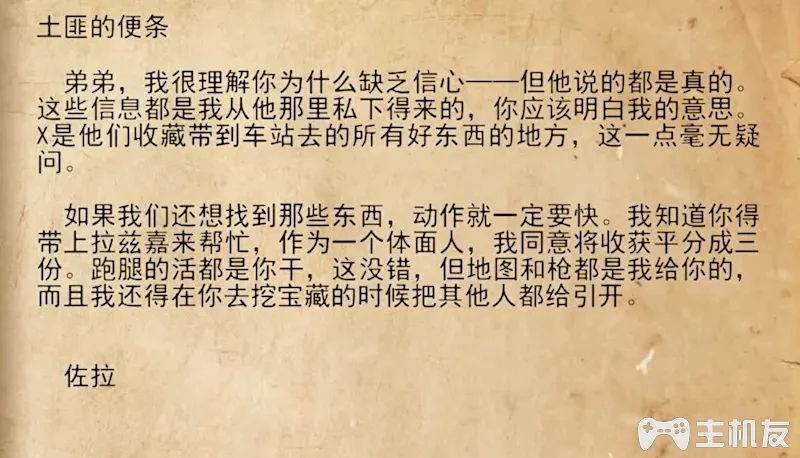 土匪的便条
弟弟，我很理解你为什么缺乏信心——但他说的都是真的。
这些信息都是我从他那里私下得来的，你应该明白我的意思。
X是他们收藏带到车站去的所有好东西的地方，这一点毫无疑
问。
如果我们还想找到那些东西，动作就一定要快。我知道你得
带上拉兹嘉来帮忙，作为一个体面人，我同意将收获平分成三
份。跑腿的活都是你干，这没错，但地图和枪都是我给你的，
而且我还得在你去挖宝藏的时候把其他人都给引开。
佐拉
主机友